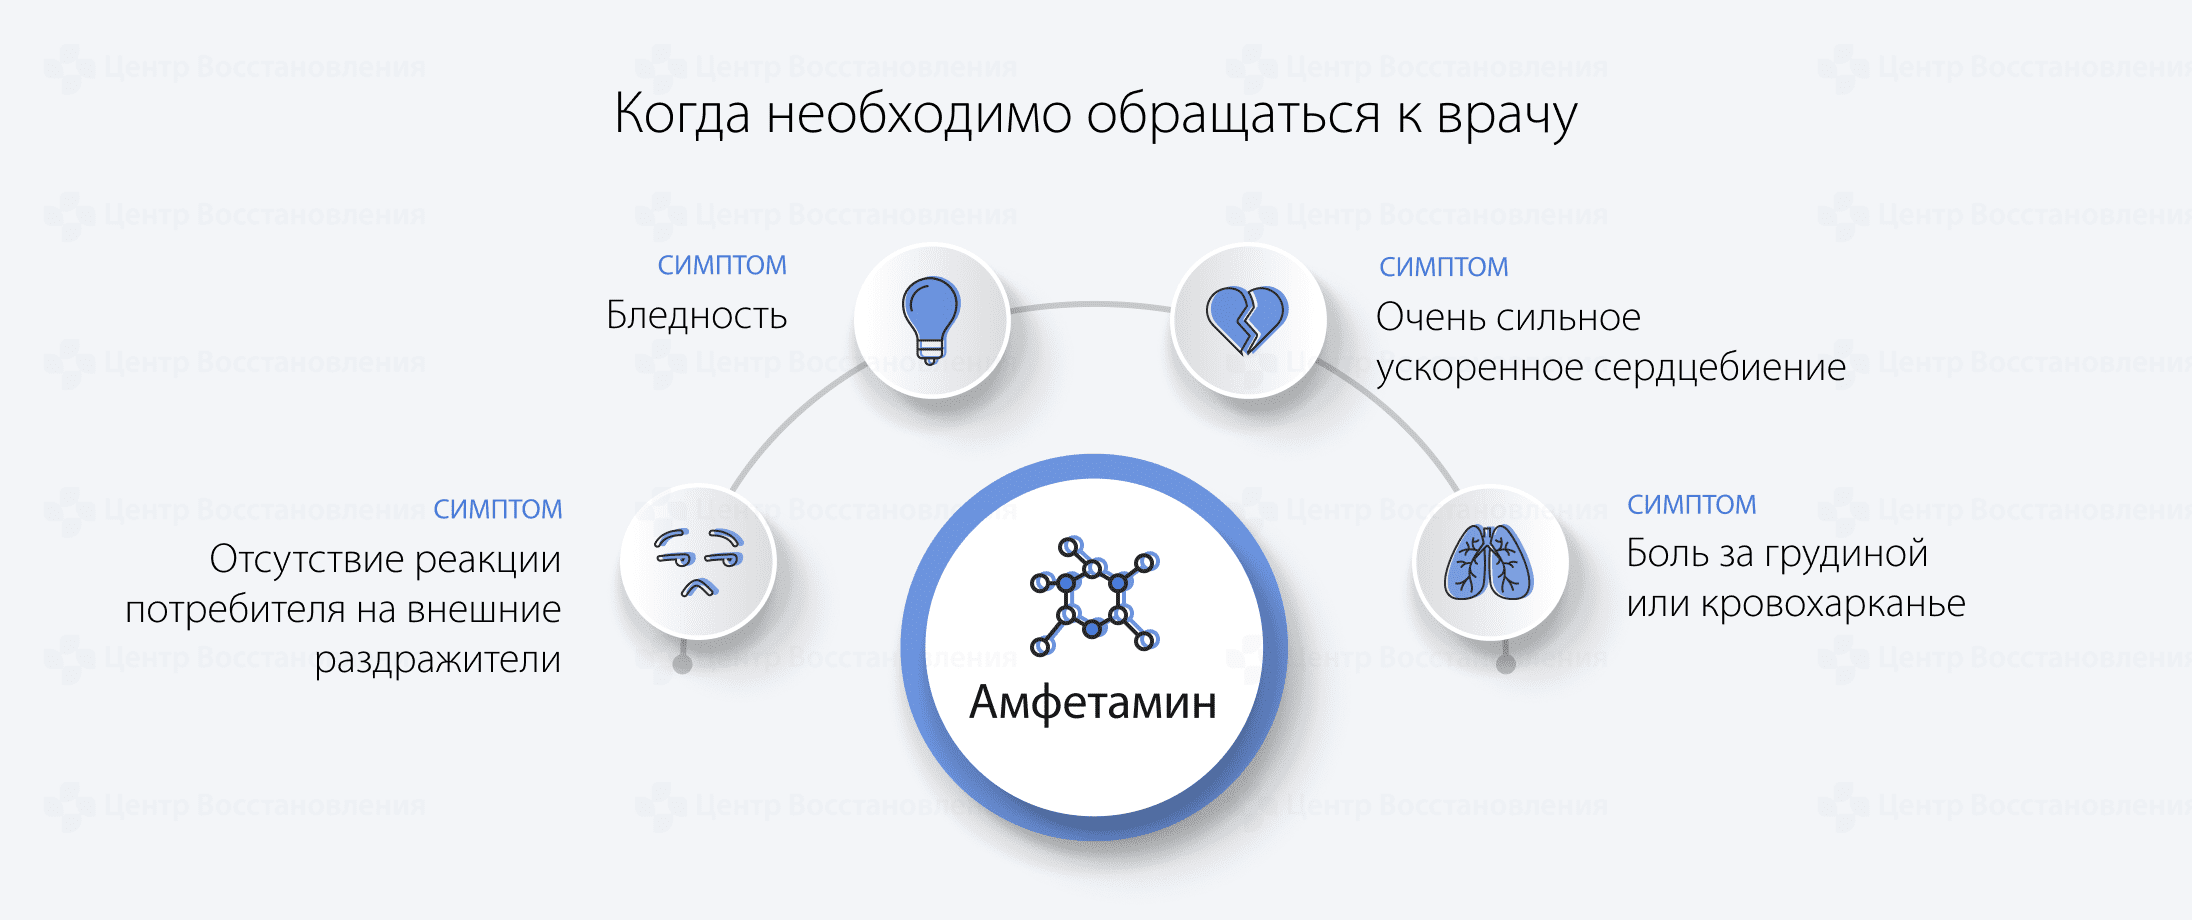 Когда необходимо обращаться к врачу
СИМПТОМ
Бледность
СИМПТОМ
Очень сильное
ускоренное сердцебиение
СИМПТОМ
Отсутствие реакции
потребителя на внешние
раздражители
СИМПТОМ
Боль за грудиной
или кровохарканье
Амфетамин
Центр Восстановления